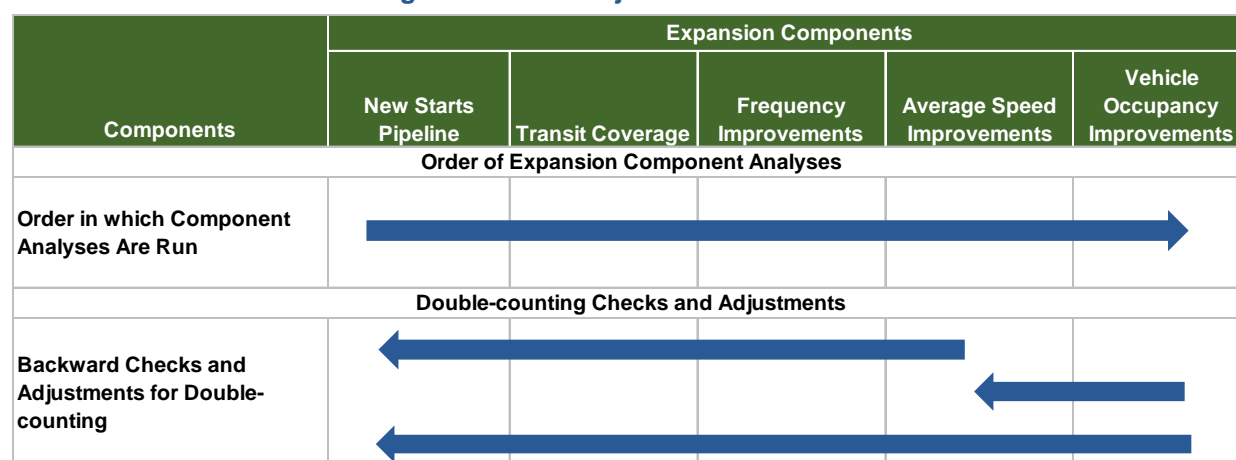 Expansion Components
Components
New Starts
Pipeline
Transit Coverage
Frequency
Improvements
Average Speed
Improvements
Vehicle
Occupancy
Improvements
Order of Expansion Component Analyses
Order in which Component
Analyses Are Run
Double-counting Checks and Adjustments
Backward Checks and
Adjustments for Double-
counting